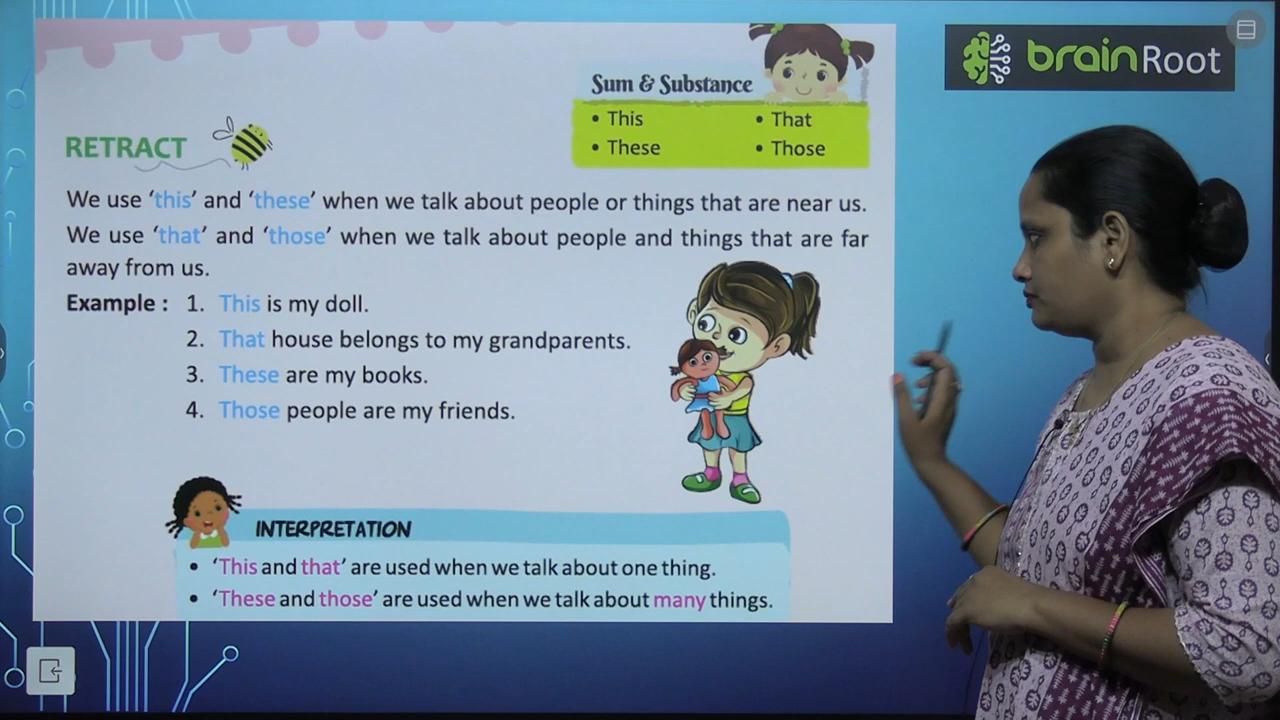 brainRoot
Sum & Substance
• This • That
• These • Those
RETRACT
We use ‘this’ and ‘these’ when we talk about people or things that are near us.
We use ‘that’ and ‘those’ when we talk about people and things that are far
away from us.
Example : 1. This is my doll.
2. That house belongs to my grandparents.
3. These are my books.
4. Those people are my friends.
INTERPRETATION
• ‘This and that’ are used when we talk about one thing.
• ‘These and those’ are used when we talk about many things.